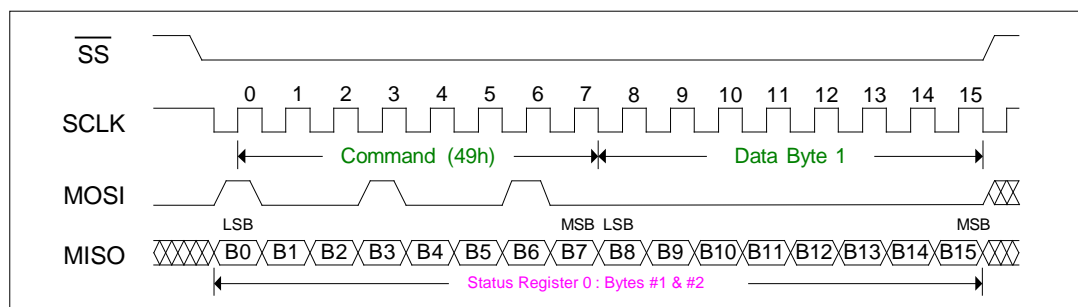 SS
0 1 2 3 4 5 6 7 8 9 10 11 12 13 14 15
SCLK
Command (49h) Data Byte 1
MOSI
LSB MSB LSB MSB
MISO B0 B1 B2 B3 B4 B5 B6 B7 B8 B9 B10 B11 B12 B13 B14 B15
Status Register 0 : Bytes #1 & #2